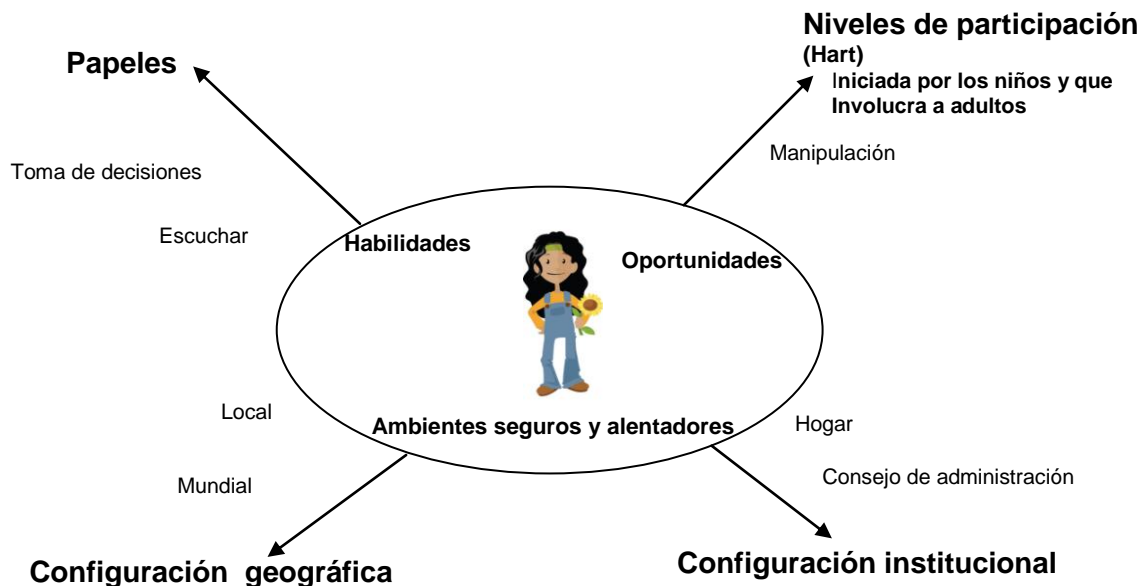 Niveles de participación
(Hart)
Iniciada por los niños y que
Involucra a adultos
Papeles
Manipulación
Toma de decisiones
Escuchar
Habilidades
Oportunidades
Local
Ambientes seguros y alentadores
Hogar
Mundial
Consejo de administración
Configuración geográfica
Configuración institucional